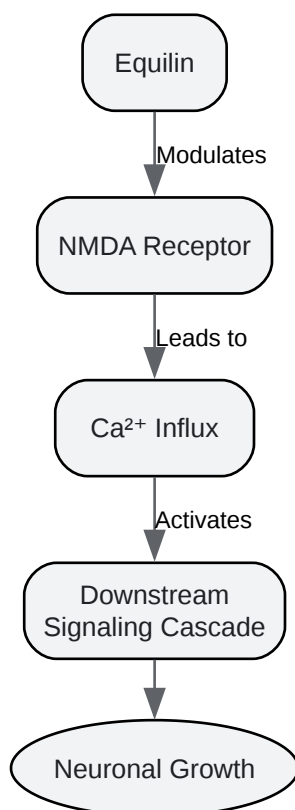 Equilin
Modulates
NMDA Receptor
Leads to
Ca²⁺ Influx
Activates
Downstream
Signaling Cascade
Neuronal Growth